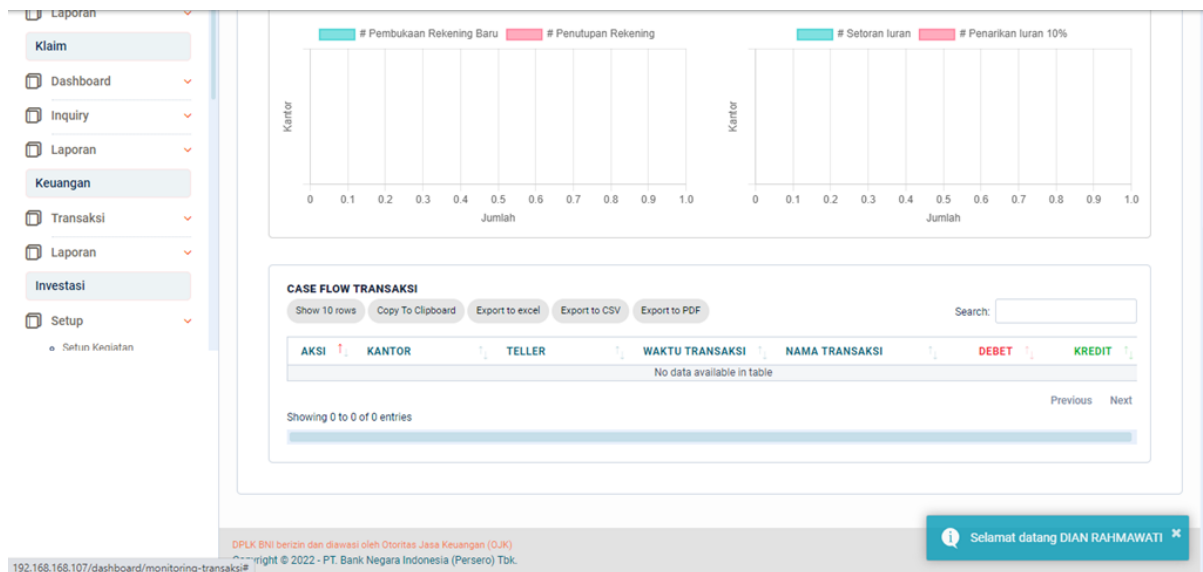 Laporan
Klaim
Dashboard
Inquiry
Laporan
Keuangan
Transaksi
Laporan
Investasi
Setup
Setup Kegiatan
# Pembukaan Rekening Baru # Penutupan Rekening
Kantor
0 0.1 0.2 0.3 0.4 0.5 0.6 0.7 0.8 0.9 1.0
Jumlah
# Setoran Iuran # Penarikan Iuran 10%
Kantor
0 0.1 0.2 0.3 0.4 0.5 0.6 0.7 0.8 0.9 1.0
Jumlah
CASE FLOW TRANSAKSI
Show 10 rows Copy To Clipboard Export to excel Export to CSV Export to PDF Search:
AKSI KANTOR TELLER WAKTU TRANSAKSI NAMA TRANSAKSI DEBET KREDIT
No data available in table
Previous Next
Showing 0 to 0 of 0 entries
Selamat datang DIAN RAHMAWATI ×
DPLK BNI berizin dan diawasi oleh Otoritas Jasa Keuangan (OJK)
right © 2022 - PT. Bank Negara Indonesia (Persero) Tbk.
192.168.168.107/dashboard/monitoring-transaksi#